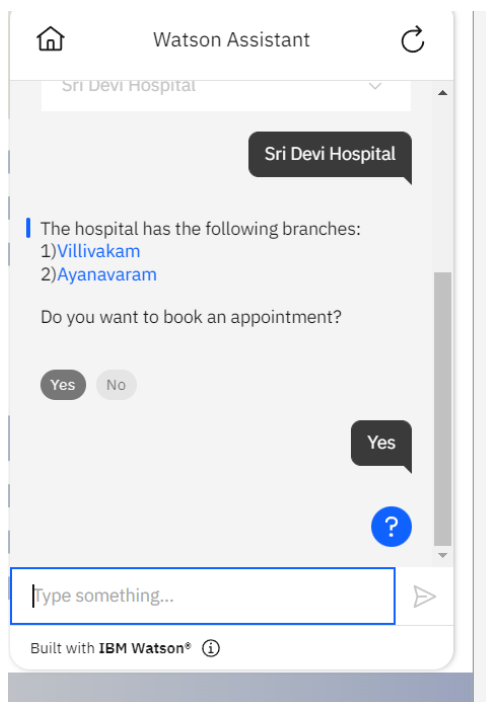 Watson Assistant
Sri Devi Hospital
Sri Devi Hospital
The hospital has the following branches:
1)Villivakam
2)Ayanavaram
Do you want to book an appointment?
Yes No
Yes
?
Type something...
Built with IBM Watson®